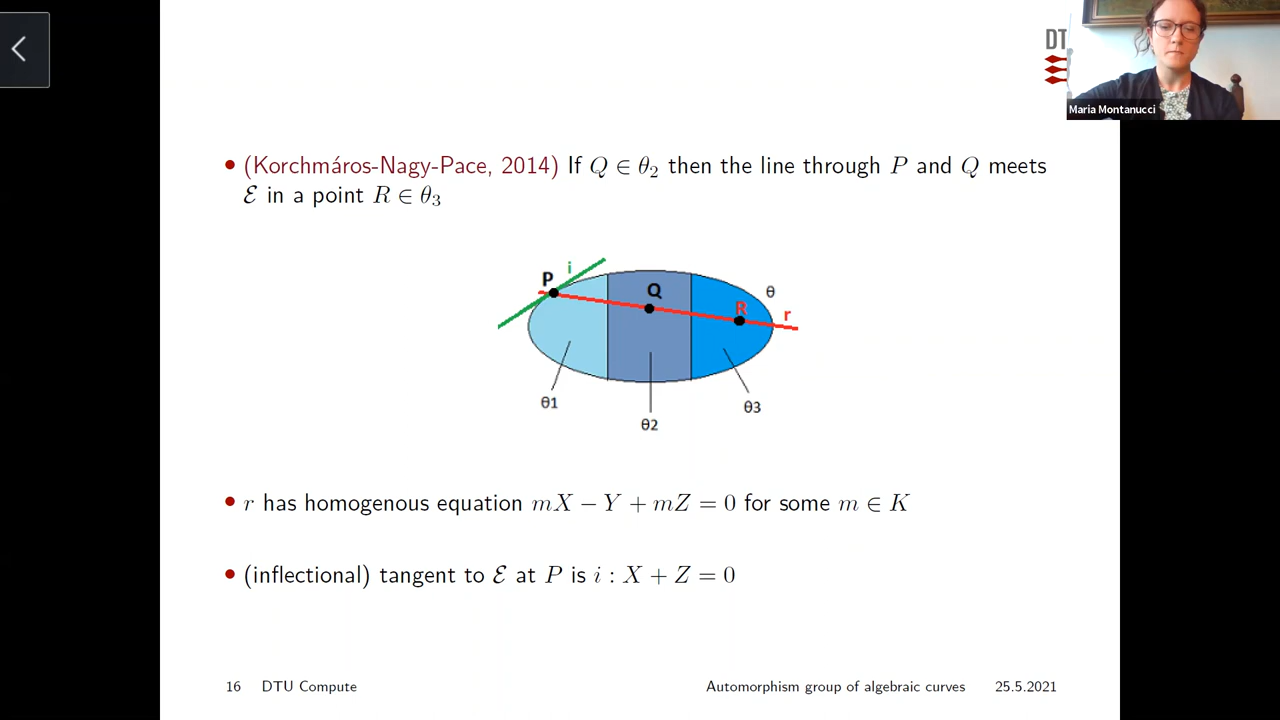 DT
Maria Montanucci
• (Korchmáros-Nagy-Pace, 2014) If Q ∈ θ₂ then the line through P and Q meets
ℰ in a point R ∈ θ₃
P i
Q
R
θ
r
θ1
θ2
θ3
• r has homogenous equation mX − Y + mZ = 0 for some m ∈ K
• (inflectional) tangent to ℰ at P is i : X + Z = 0
16 DTU Compute Automorphism group of algebraic curves 25.5.2021